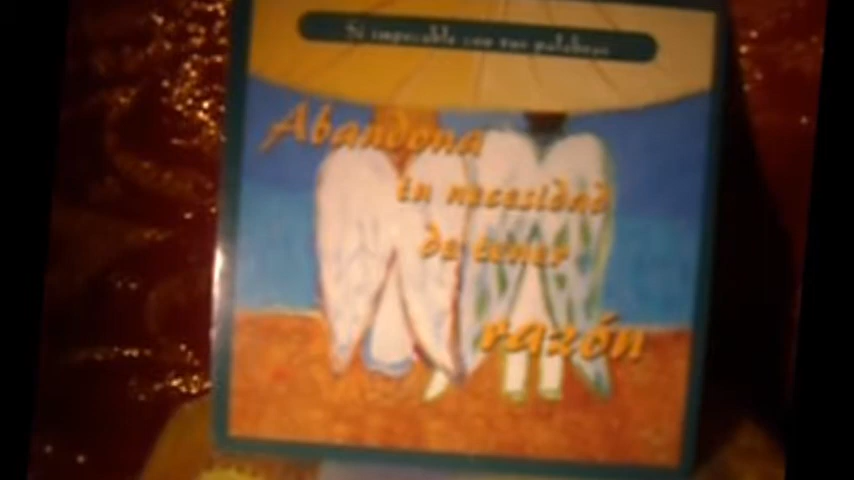 Sé impecable con tus palabras
Abandona
tu necesidad
de tener
razón